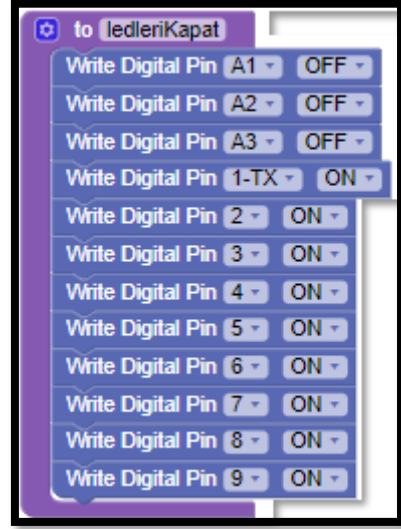 to ledleriKapat
Write Digital Pin A1 OFF
Write Digital Pin A2 OFF
Write Digital Pin A3 OFF
Write Digital Pin 1-TX ON
Write Digital Pin 2 ON
Write Digital Pin 3 ON
Write Digital Pin 4 ON
Write Digital Pin 5 ON
Write Digital Pin 6 ON
Write Digital Pin 7 ON
Write Digital Pin 8 ON
Write Digital Pin 9 ON